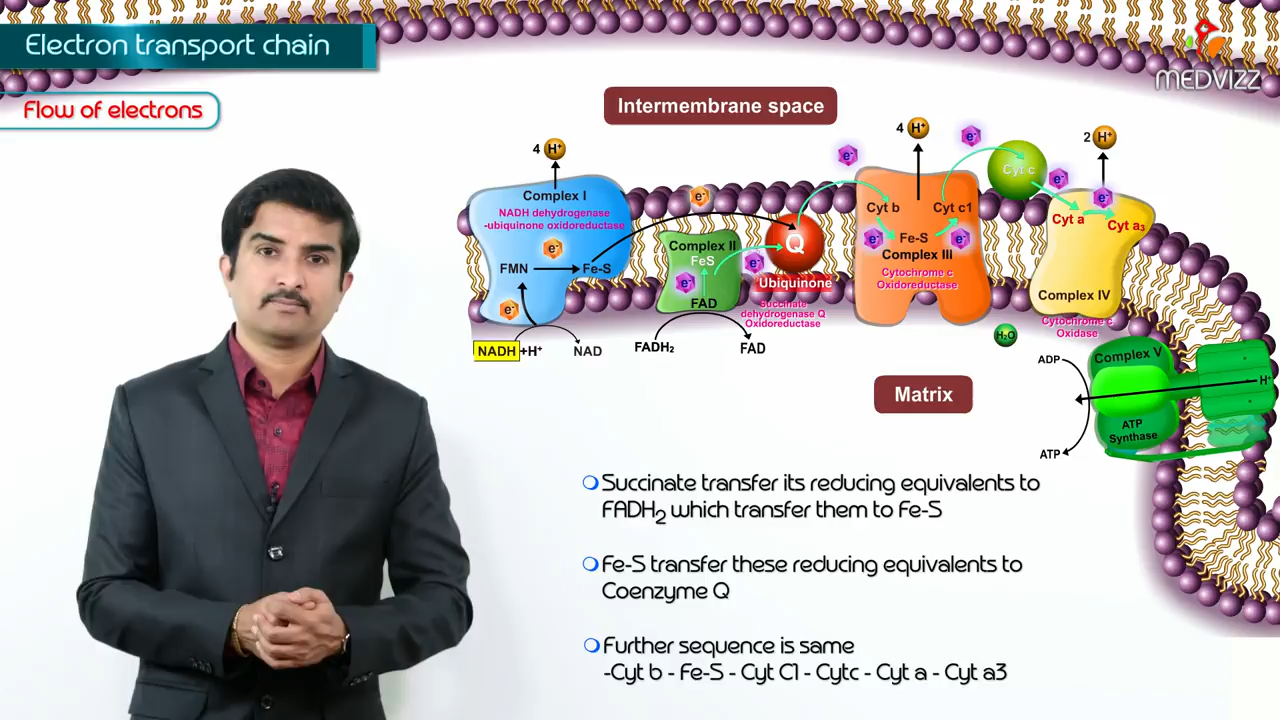 Electron transport chain
MEDVIZZ
Flow of electrons
Intermembrane space
4 H⁺
4 H⁺
2 H⁺
e⁻
e⁻
e⁻
e⁻
e⁻
Complex I
NADH dehydrogenase
-ubiquinone oxidoreductase
FMN
Fe-S
e⁻
e⁻
NADH +H⁺
NAD
Complex II
FeS
e⁻
e⁻
FAD
FADH₂
FAD
Q
Ubiquinone
Succinate
dehydrogenase Q
Oxidoreductase
Cyt b
Cyt c1
e⁻
Fe-S
e⁻
Complex III
Cytochrome c
Oxidoreductase
Cyt c
Cyt a
Cyt a₃
Complex IV
Cytochrome c
Oxidase
H₂O
Matrix
ADP
ATP
Complex V
ATP
Synthase
H⁺
Succinate transfer its reducing equivalents to
FADH₂ which transfer them to Fe-S
Fe-S transfer these reducing equivalents to
Coenzyme Q
Further sequence is same
-Cyt b - Fe-S - Cyt C1 - Cytc - Cyt a - Cyt a3